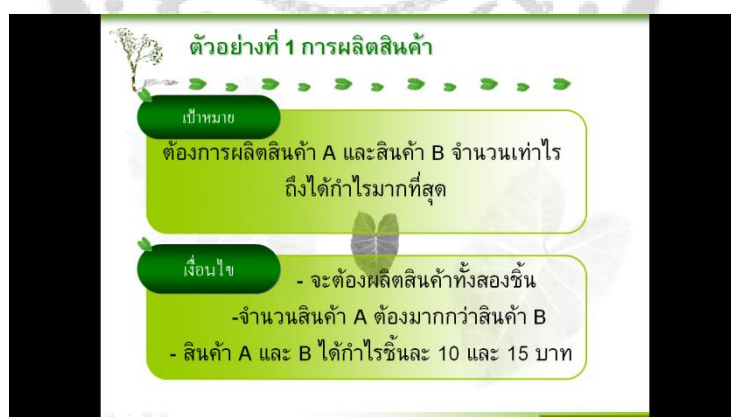 ตัวอย่างที่ 1 การผลิตสินค้า
เป้าหมาย
ต้องการผลิตสินค้า A และสินค้า B จำนวนเท่าไร
ถึงได้กำไรมากที่สุด
เงื่อนไข
- จะต้องผลิตสินค้าทั้งสองชิ้น
-จำนวนสินค้า A ต้องมากกว่าสินค้า B
- สินค้า A และ B ได้กำไรชิ้นละ 10 และ 15 บาท